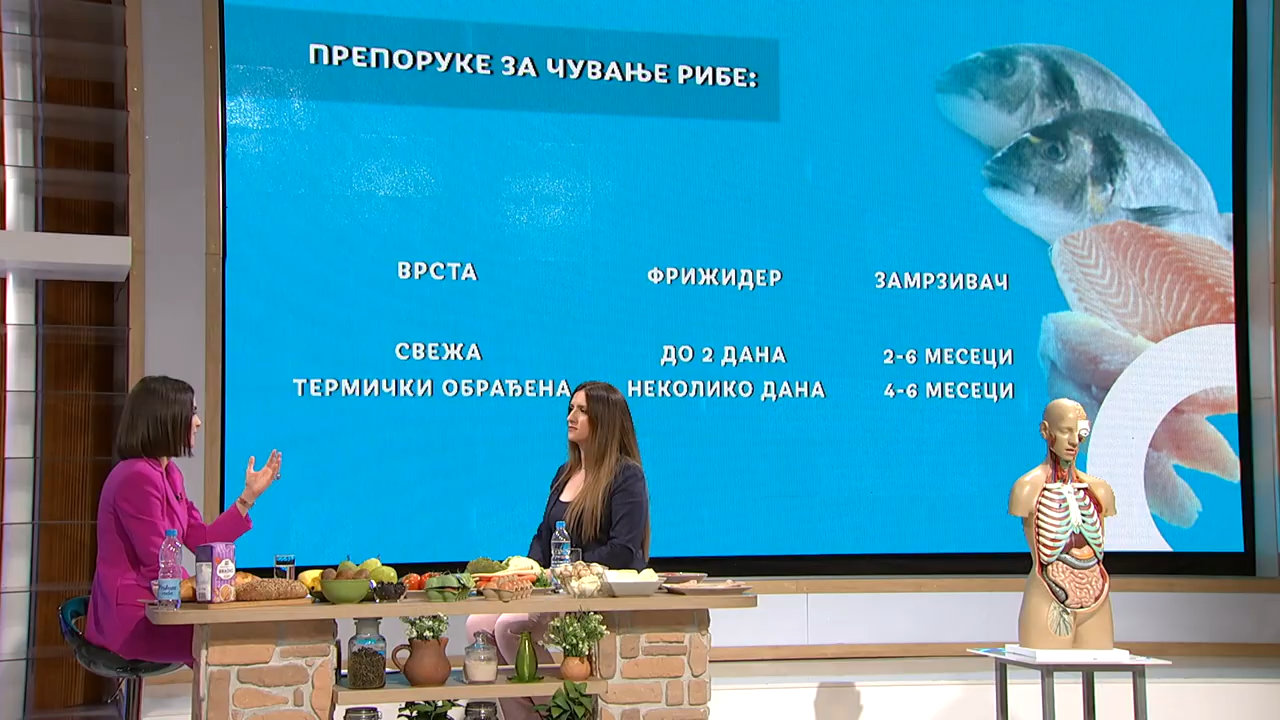 ПРЕПОРУКЕ ЗА ЧУВАЊЕ РИБЕ:
ВРСТА ФРИЖИДЕР ЗАМРЗИВАЧ
СВЕЖА ДО 2 ДАНА 2-6 МЕСЕЦИ
ТЕРМИЧКИ ОБРАЂЕНА НЕКОЛИКО ДАНА 4-6 МЕСЕЦИ